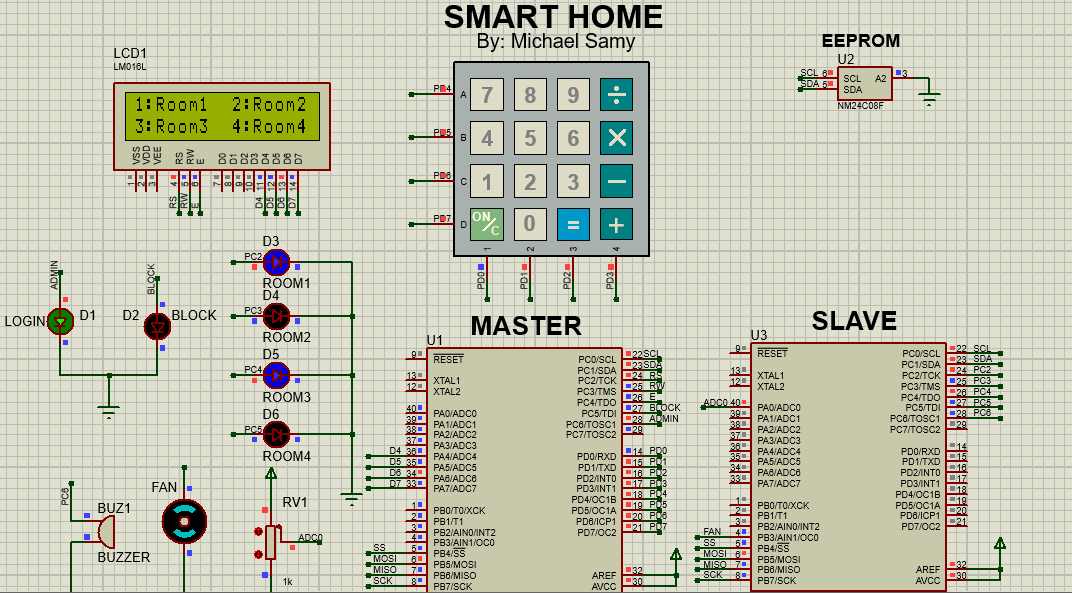 SMART HOME
By: Michael Samy
EEPROM
LCD1
LM016L
1:Room1 2:Room2
3:Room3 4:Room4
VSS VDD VEE RS RW E D0 D1 D2 D3 D4 D5 D6 D7
1 2 3 4 5 6 7 8 9 10 11 12 13 14
RS RW E D4 D5 D6 D7
PD4 A 7 8 9 ÷
PD5 B 4 5 6 ×
PD6 C 1 2 3 −
PD7 D ON/C 0 = +
1 2 3 4
PD0 PD1 PD2 PD3
U2
SCL 6 SCL A2 3
SDA 5 SDA
NM24C08F
ADMIN
BLOCK
LOGIN D1
D2 BLOCK
D3
PC2
ROOM1
D4
PC3
ROOM2
D5
PC4
ROOM3
D6
PC5
ROOM4
PC6
BUZ1
BUZZER
FAN
RV1
ADC0
1k
MASTER
U1
9 RESET
13 XTAL1
12 XTAL2
40 PA0/ADC0
39 PA1/ADC1
38 PA2/ADC2
37 PA3/ADC3
D4 36 PA4/ADC4
D5 35 PA5/ADC5
D6 34 PA6/ADC6
D7 33 PA7/ADC7
1 PB0/T0/XCK
2 PB1/T1
3 PB2/AIN0/INT2
4 PB3/AIN1/OC0
SS 5 PB4/SS
MOSI 6 PB5/MOSI
MISO 7 PB6/MISO
SCK 8 PB7/SCK
PC0/SCL 22 SCL
PC1/SDA 23 SDA
PC2/TCK 24 RS
PC3/TMS 25 RW
PC4/TDO 26 E
PC5/TDI 27 BLOCK
PC6/TOSC1 28 ADMIN
PC7/TOSC2 29
PD0/RXD 14 PD0
PD1/TXD 15 PD1
PD2/INT0 16 PD2
PD3/INT1 17 PD3
PD4/OC1B 18 PD4
PD5/OC1A 19 PD5
PD6/ICP1 20 PD6
PD7/OC2 21 PD7
AREF 32
AVCC 30
SLAVE
U3
9 RESET
13 XTAL1
12 XTAL2
ADC0 40 PA0/ADC0
39 PA1/ADC1
38 PA2/ADC2
37 PA3/ADC3
36 PA4/ADC4
35 PA5/ADC5
34 PA6/ADC6
33 PA7/ADC7
1 PB0/T0/XCK
2 PB1/T1
3 PB2/AIN0/INT2
FAN 4 PB3/AIN1/OC0
SS 5 PB4/SS
MOSI 6 PB5/MOSI
MISO 7 PB6/MISO
SCK 8 PB7/SCK
PC0/SCL 22 SCL
PC1/SDA 23 SDA
PC2/TCK 24 PC2
PC3/TMS 25 PC3
PC4/TDO 26 PC4
PC5/TDI 27 PC5
PC6/TOSC1 28 PC6
PC7/TOSC2 29
PD0/RXD 14
PD1/TXD 15
PD2/INT0 16
PD3/INT1 17
PD4/OC1B 18
PD5/OC1A 19
PD6/ICP1 20
PD7/OC2 21
AREF 32
AVCC 30